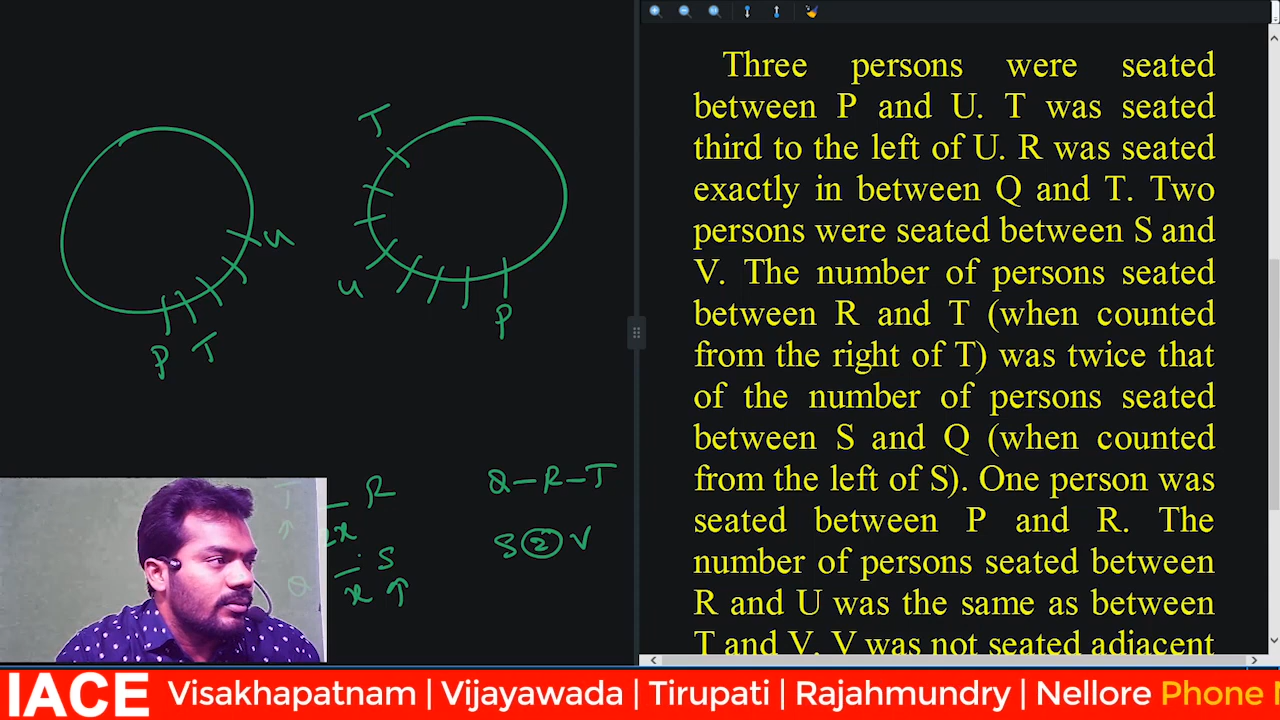 T
U
P T
U
P
Q - R - T
T _ R
2x
S ② V
_ S
x
Three persons were seated
between P and U. T was seated
third to the left of U. R was seated
exactly in between Q and T. Two
persons were seated between S and
V. The number of persons seated
between R and T (when counted
from the right of T) was twice that
of the number of persons seated
between S and Q (when counted
from the left of S). One person was
seated between P and R. The
number of persons seated between
R and U was the same as between
T and V. V was not seated adjacent
IACE Visakhapatnam | Vijayawada | Tirupati | Rajahmundry | Nellore Phone